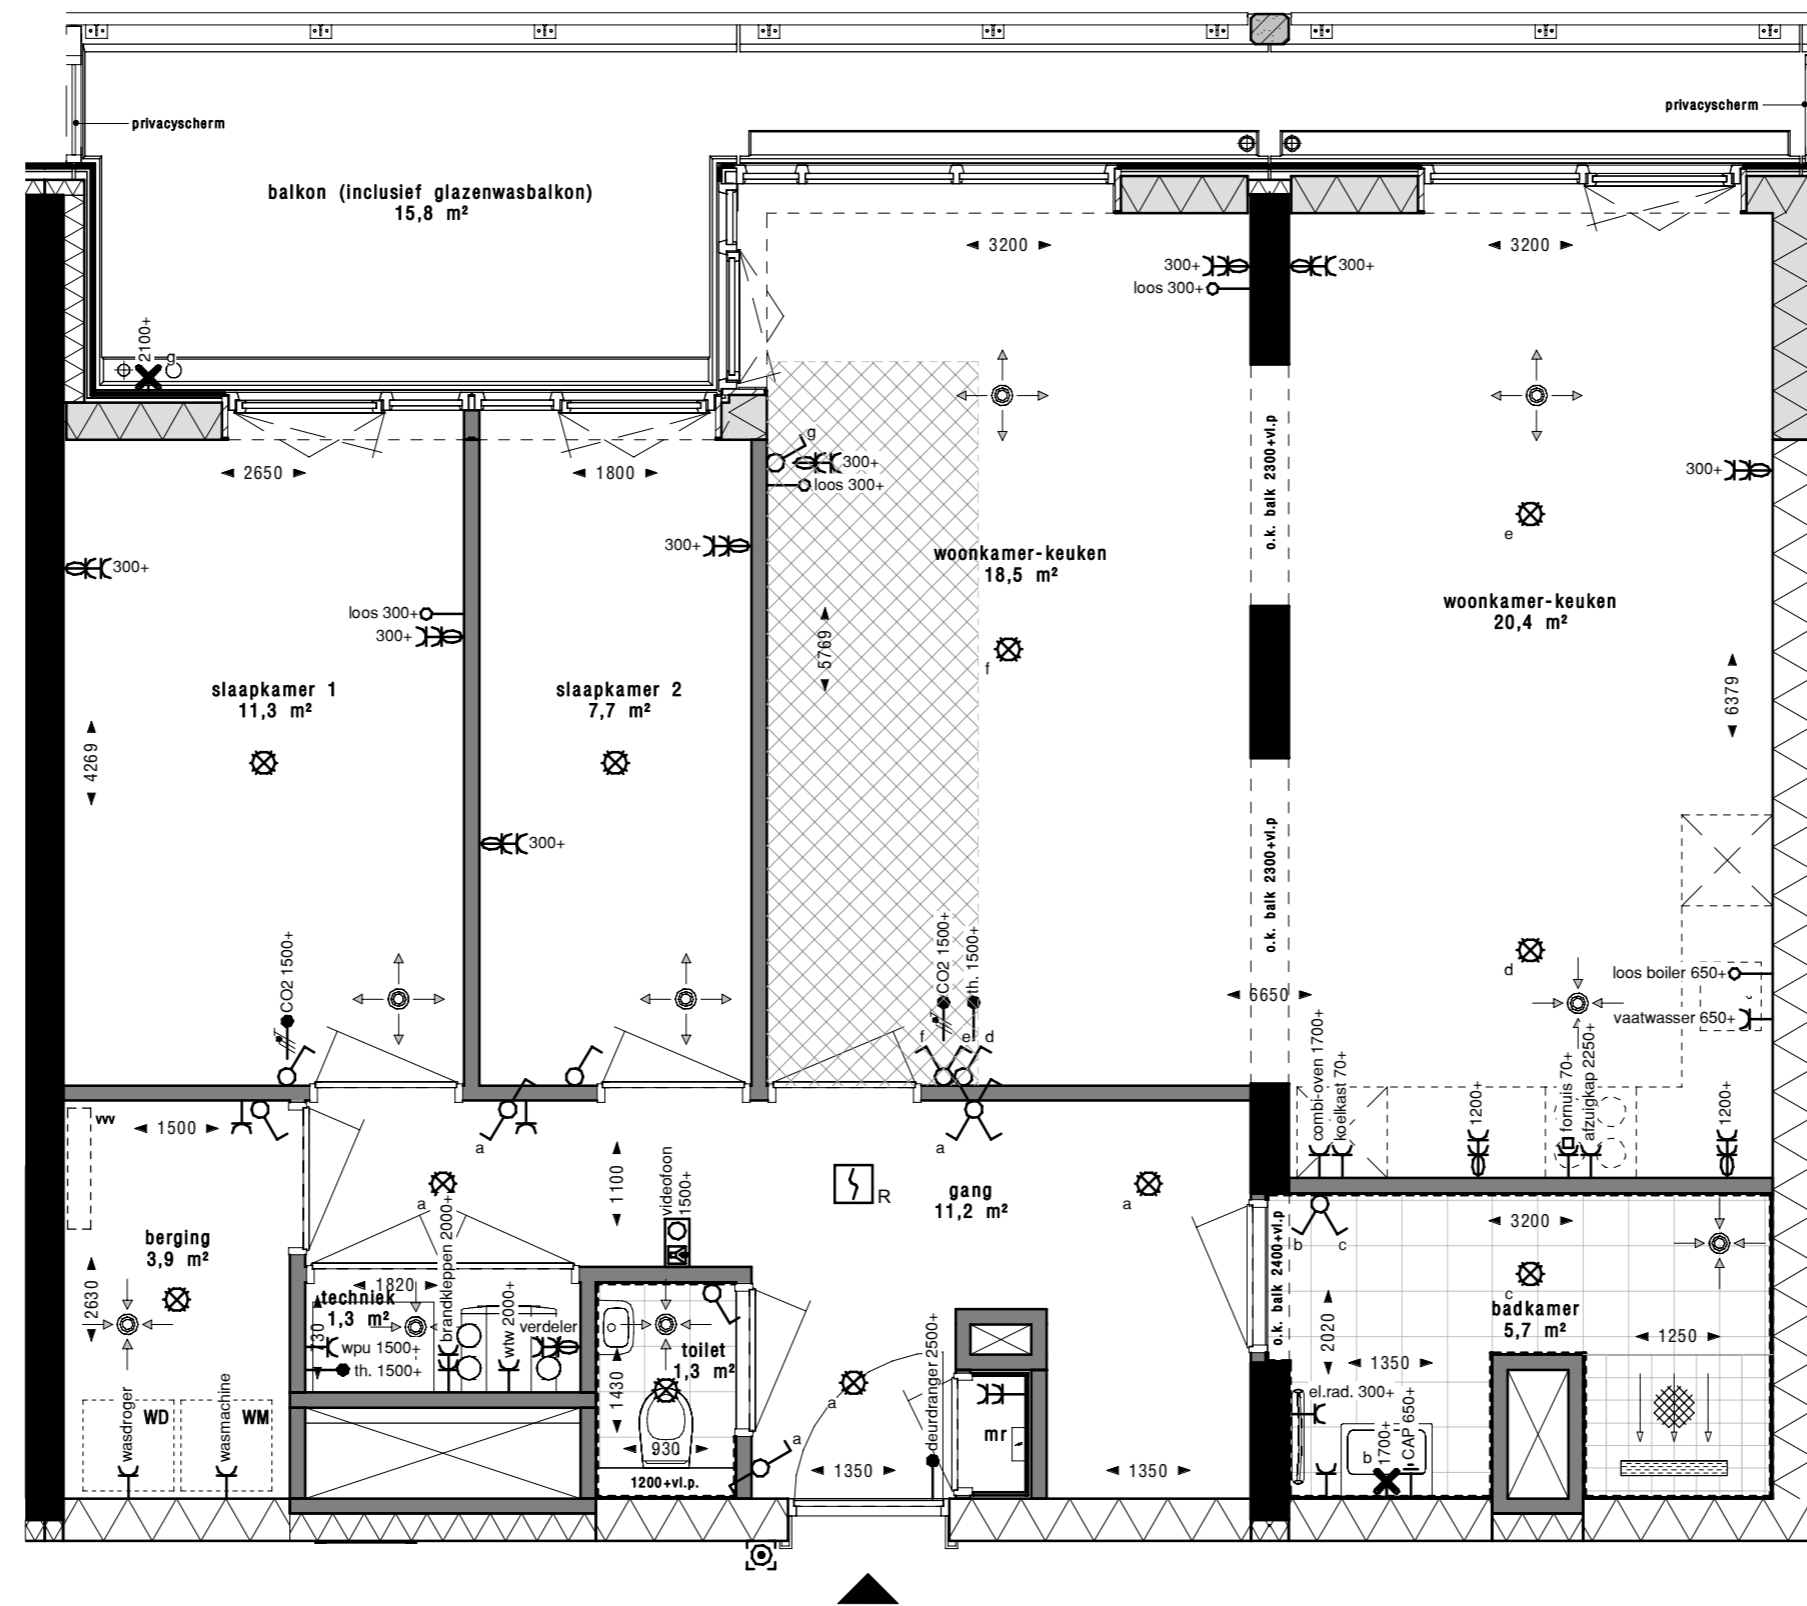 privacyscherm
privacyscherm
balkon (inclusief glazenwasbalkon)
15,8 m²
3200
3200
300+
300+
loos 300+
2100+
g
2650
1800
g
300+
loos 300+
300+
300+
300+
o.k. balk 2300+vl.p
e
woonkamer-keuken
18,5 m²
woonkamer-keuken
20,4 m²
loos 300+
300+
5769
f
slaapkamer 1
11,3 m²
slaapkamer 2
7,7 m²
6379
4269
300+
o.k. balk 2300+vl.p
CO2 1500+
CO2 1500+
th. 1500+
d
loos boiler 650+
vaatwasser 650+
6650
f
e
d
combi-oven 1700+
koelkast 70+
1200+
fornuis 70+
afzuigkap 2250+
1200+
vvv
1500
a
a
1100
videofoon
1500+
R
gang
11,2 m²
a
a
berging
3,9 m²
2630
1820
techniek
1,3 m²
730
wpu 1500+
th. 1500+
brandkleppen 2000+
wtw 2000+
verdeler
toilet
1,3 m²
1430
930
1200+vl.p.
a
a
deurdranger 2500+
mr
1350
1350
o.k. balk 2400+vl.p
b
c
3200
c
badkamer
5,7 m²
2020
1350
1250
el.rad. 300+
b
1700+
CAP 650+
wasdroger
WD
wasmachine
WM